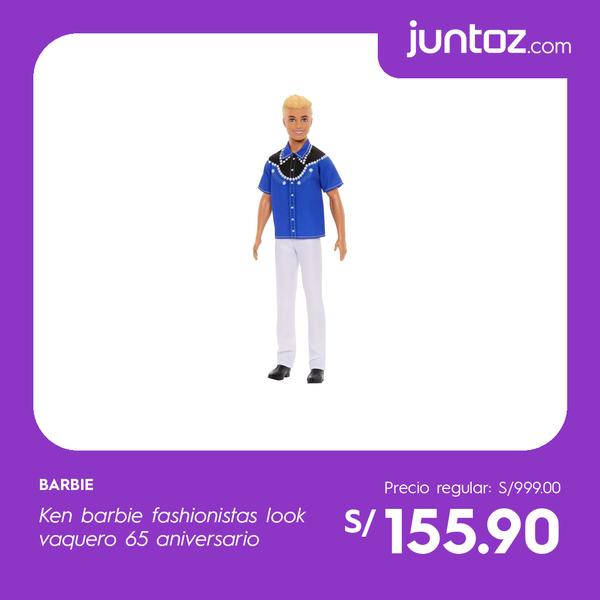 juntoz.com
BARBIE
Ken barbie fashionistas look
vaquero 65 aniversario
Precio regular: S/999.00
S/155.90